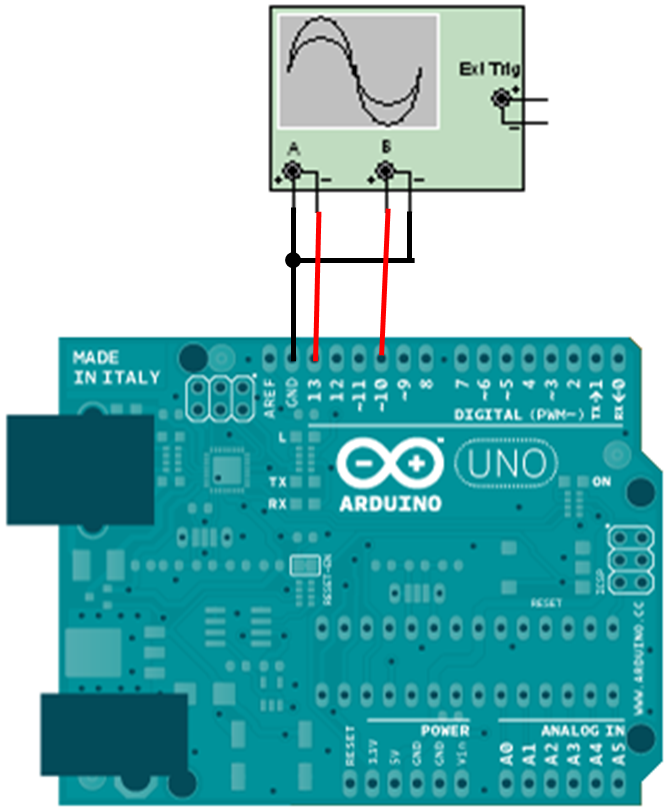 Ext Trig
+
−
A
B
+ −
+ −
MADE
IN ITALY
AREF
GND
13
12
~11
~10
~9
8
7
~6
~5
~4
~3
2
TX→1
RX←0
DIGITAL (PWM~)
L
TX
RX
UNO
ARDUINO
ON
RESET-EN
ICSP
RESET
WWW.ARDUINO.CC
POWER
ANALOG IN
RESET
3.3V
5V
GND
GND
Vin
A0
A1
A2
A3
A4
A5